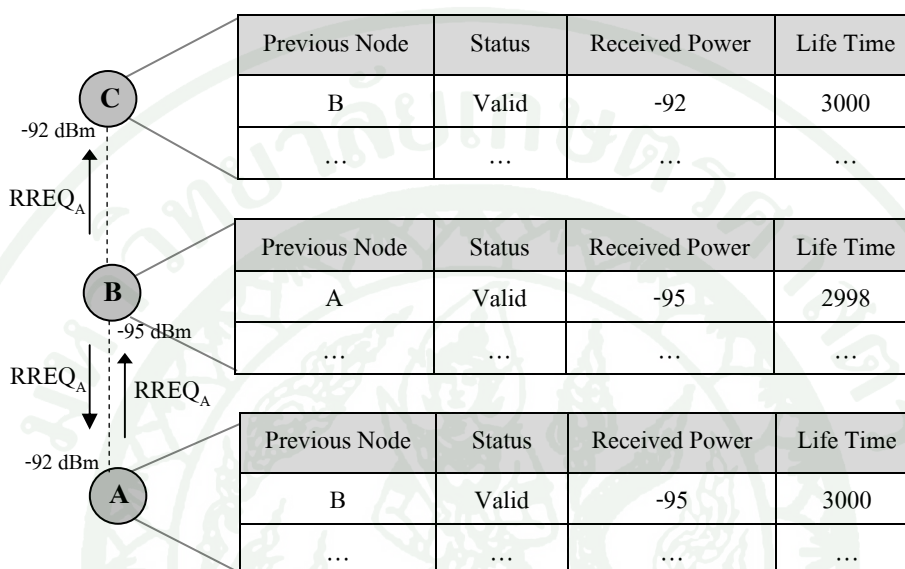 Previous Node Status Received Power Life Time
C
B Valid -92 3000
-92 dBm
… … … …
RREQA
Previous Node Status Received Power Life Time
B
A Valid -95 2998
-95 dBm
… … … …
RREQA RREQA
Previous Node Status Received Power Life Time
-92 dBm
A
B Valid -95 3000
… … … …